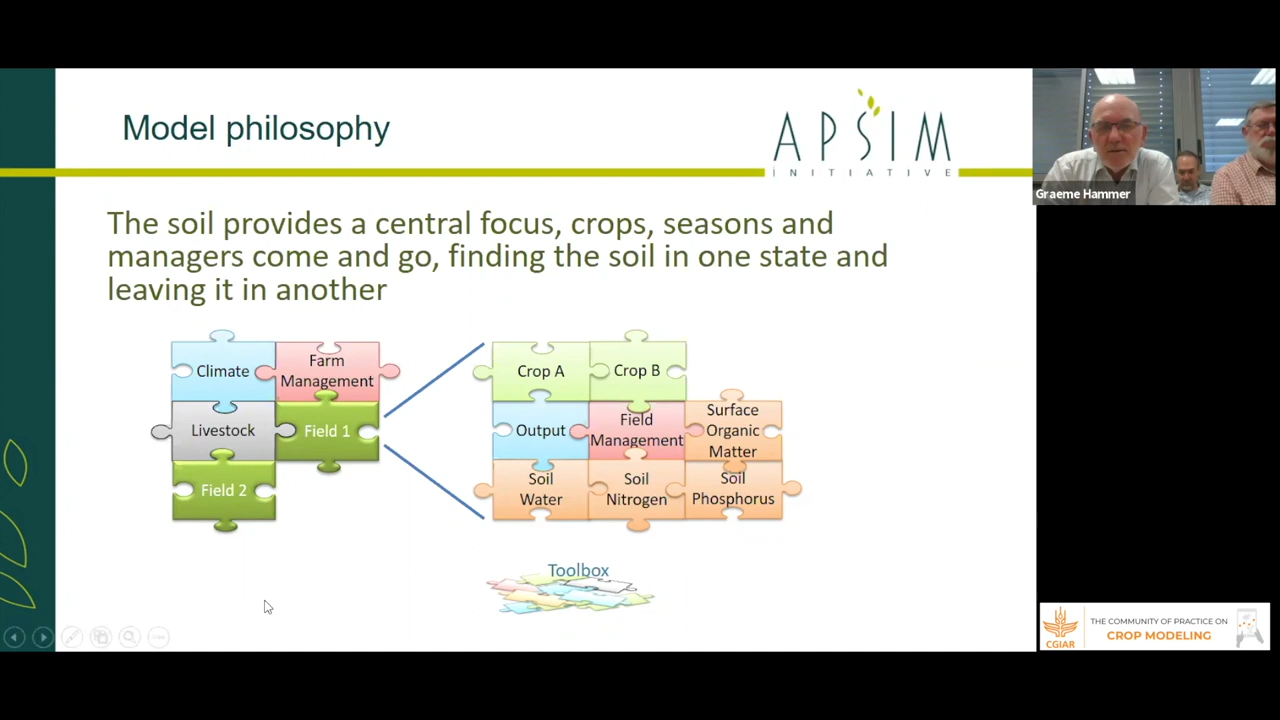 Model philosophy
APSIM
INITIATIVE
The soil provides a central focus, crops, seasons and
managers come and go, finding the soil in one state and
leaving it in another
Climate
Farm
Management
Livestock
Field 1
Field 2
Crop A
Crop B
Output
Field
Management
Surface
Organic
Matter
Soil
Water
Soil
Nitrogen
Soil
Phosphorus
Toolbox
Graeme Hammer
CGIAR
THE COMMUNITY OF PRACTICE ON
CROP MODELING